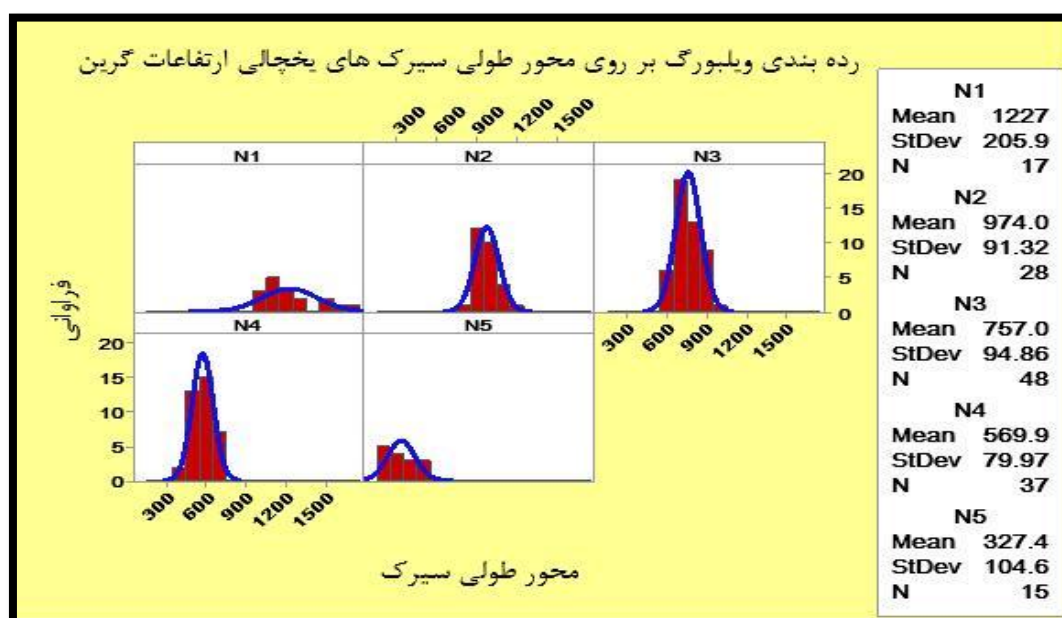 رده بندی ویلبورگ بر روی محور طولی سیرک های یخچالی ارتفاعات گرین
300 600 900 1200 1500
N1 N2 N3
20
15
10
5
0
فراوانی
N4 N5
300 600 900 1200 1500
20
15
10
5
0
300 600 900 1200 1500
محور طولی سیرک
N1
Mean 1227
StDev 205.9
N 17
N2
Mean 974.0
StDev 91.32
N 28
N3
Mean 757.0
StDev 94.86
N 48
N4
Mean 569.9
StDev 79.97
N 37
N5
Mean 327.4
StDev 104.6
N 15